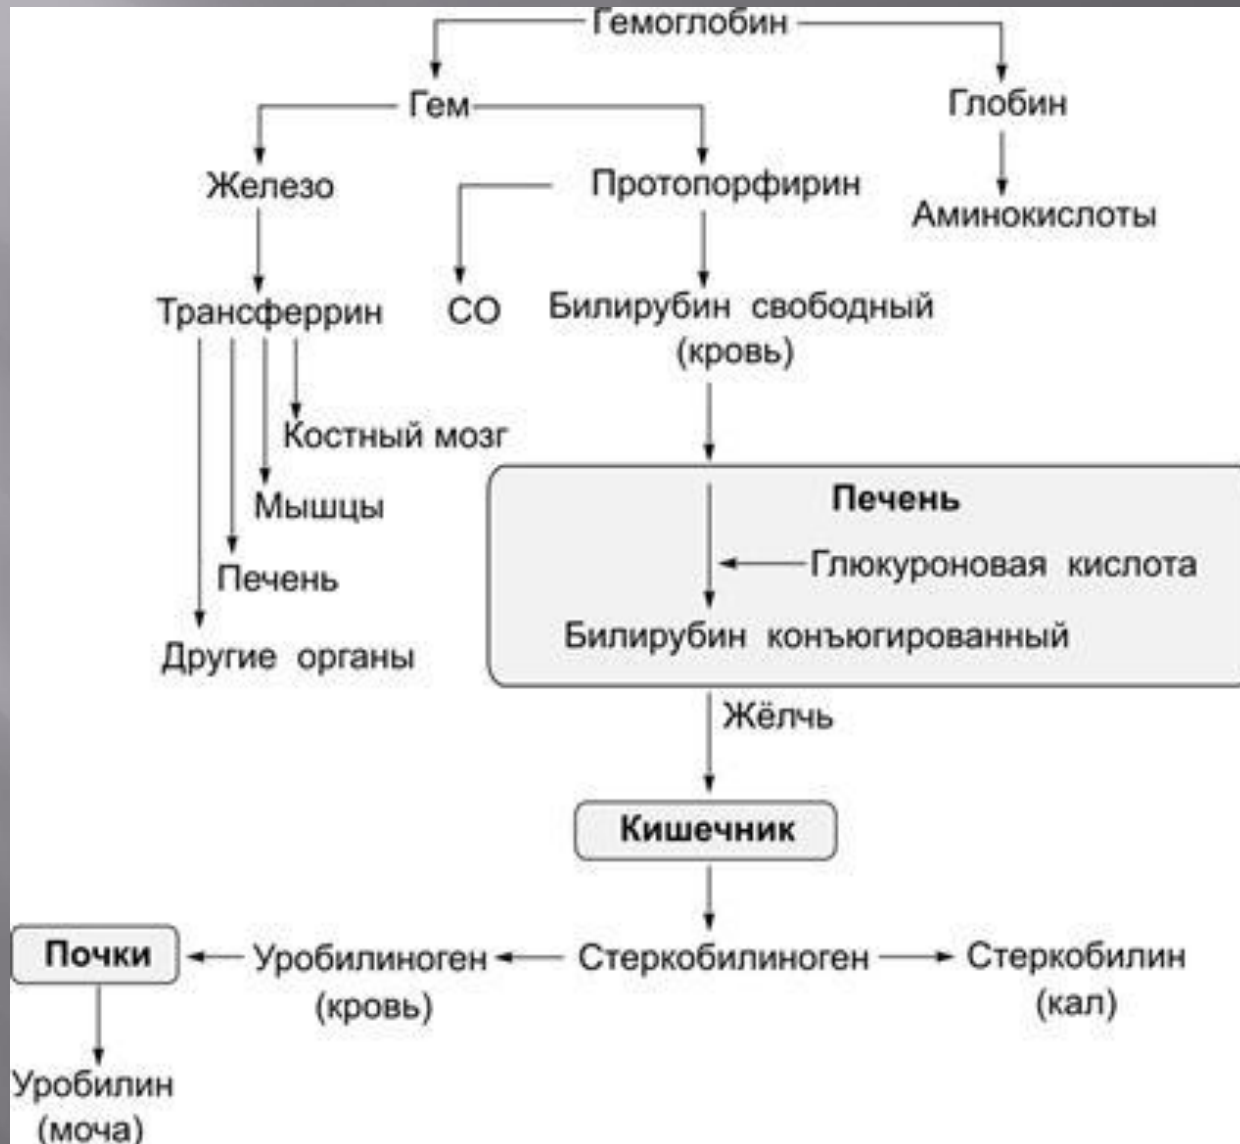 Гемоглобин
Гем
Глобин
Железо
Протопорфирин
Аминокислоты
Трансферрин
СО
Билирубин свободный
(кровь)
Костный мозг
Мышцы
Печень
Другие органы
Печень
Глюкуроновая кислота
Билирубин конъюгированный
Жёлчь
Кишечник
Почки
Уробилиноген
(кровь)
Стеркобилиноген
Стеркобилин
(кал)
Уробилин
(моча)